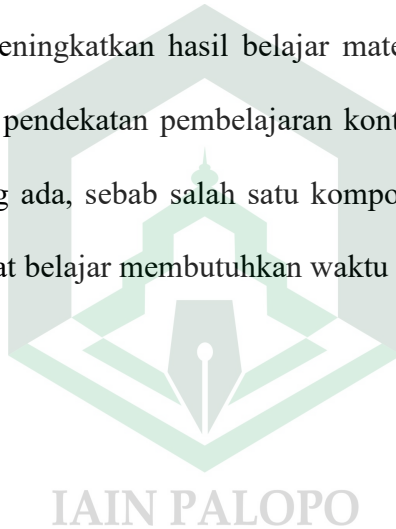 eningkatkan hasil belajar mate
pendekatan pembelajaran kont
g ada, sebab salah satu kompo
at belajar membutuhkan waktu
IAIN PALOPO